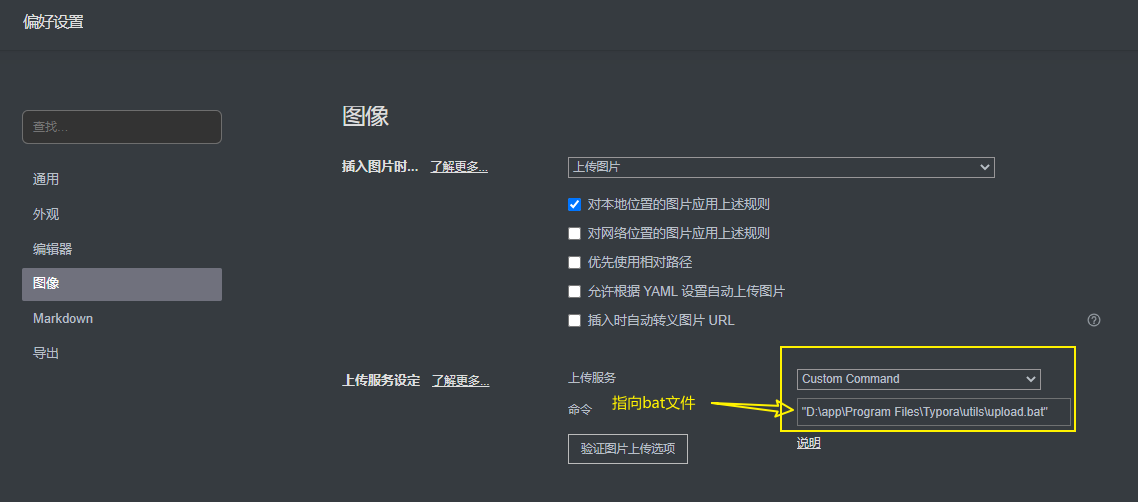 偏好设置
查找...
通用
外观
编辑器
图像
Markdown
导出
图像
插入图片时... 了解更多... 上传图片
对本地位置的图片应用上述规则
对网络位置的图片应用上述规则
优先使用相对路径
允许根据 YAML 设置自动上传图片
插入时自动转义图片 URL ?
上传服务设定 了解更多... 上传服务 Custom Command
命令 指向bat文件 "D:\app\Program Files\Typora\utils\upload.bat"
验证图片上传选项 说明